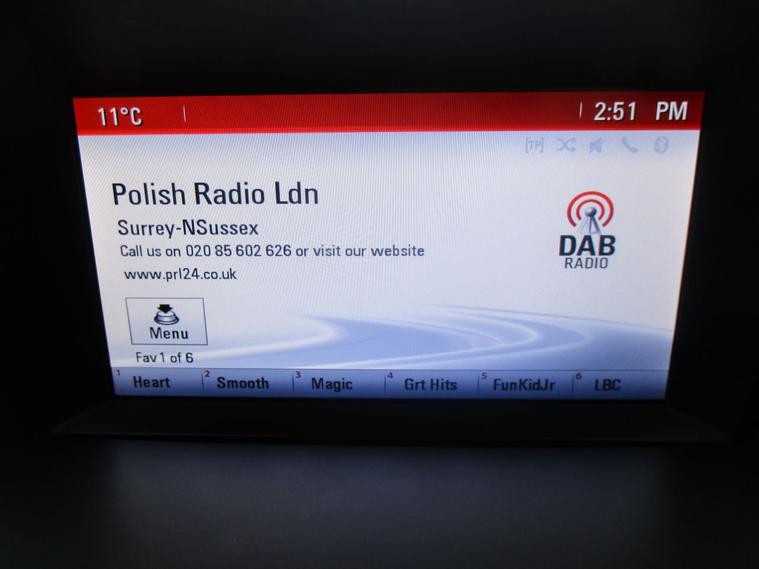 11°C 2:51 PM
[TP]
Polish Radio Ldn
Surrey-NSussex
Call us on 020 85 602 626 or visit our website
www.prl24.co.uk
DAB
RADIO
Menu
Fav 1 of 6
1 Heart 2 Smooth 3 Magic 4 Grt Hits 5 FunKidJr 6 LBC